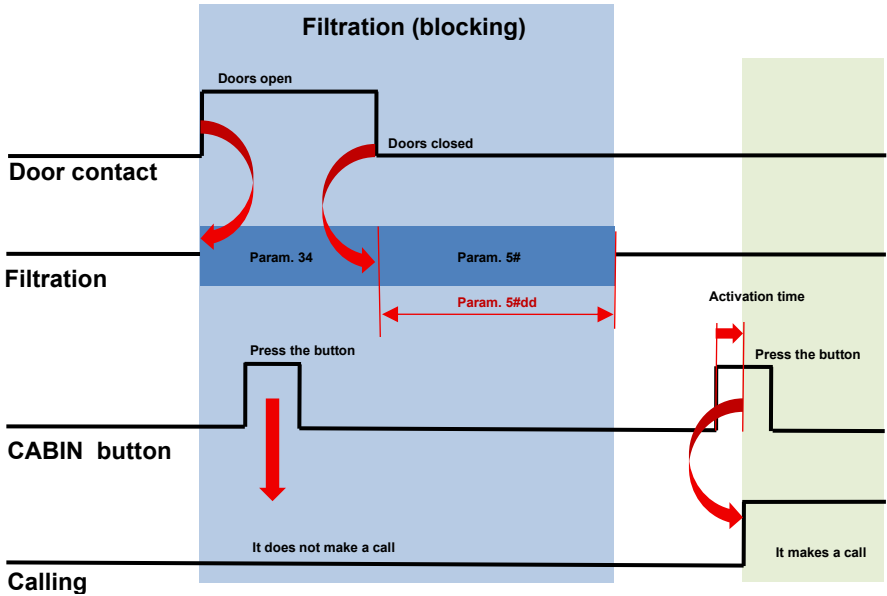 Filtration (blocking)
Doors open
Doors closed
Door contact
Param. 34
Param. 5#
Filtration
Param. 5#dd
Activation time
Press the button
Press the button
CABIN button
It does not make a call
It makes a call
Calling